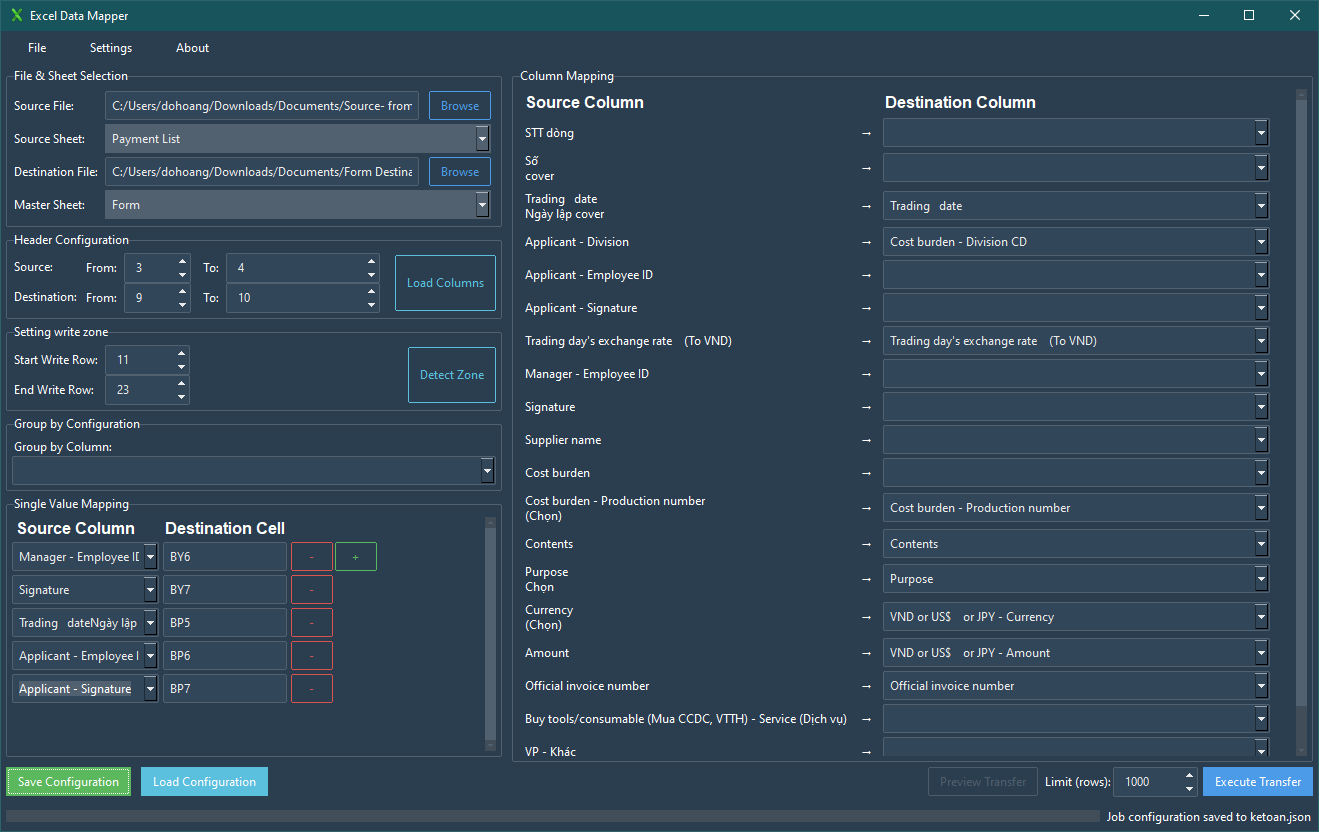 Excel Data Mapper
File Settings About
File & Sheet Selection
Source File: C:/Users/dohoang/Downloads/Documents/Source- from Browse
Source Sheet: Payment List
Destination File: C:/Users/dohoang/Downloads/Documents/Form Destina Browse
Master Sheet: Form
Header Configuration
Source: From: 3 To: 4
Load Columns
Destination: From: 9 To: 10
Setting write zone
Start Write Row: 11
Detect Zone
End Write Row: 23
Group by Configuration
Group by Column:
Single Value Mapping
Source Column Destination Cell
Manager - Employee ID BY6 - +
Signature BY7 -
Trading dateNgày lập BP5 -
Applicant - Employee I BP6 -
Applicant - Signature BP7 -
Column Mapping
Source Column Destination Column
STT dòng →
Số
cover →
Trading date
Ngày lập cover → Trading date
Applicant - Division → Cost burden - Division CD
Applicant - Employee ID →
Applicant - Signature →
Trading day's exchange rate (To VND) → Trading day's exchange rate (To VND)
Manager - Employee ID →
Signature →
Supplier name →
Cost burden →
Cost burden - Production number
(Chọn) → Cost burden - Production number
Contents → Contents
Purpose
Chọn → Purpose
Currency
(Chọn) → VND or US$ or JPY - Currency
Amount → VND or US$ or JPY - Amount
Official invoice number → Official invoice number
Buy tools/consumable (Mua CCDC, VTTH) - Service (Dịch vụ) →
VP - Khác →
Save Configuration Load Configuration Preview Transfer Limit (rows): 1000 Execute Transfer
Job configuration saved to ketoan.json